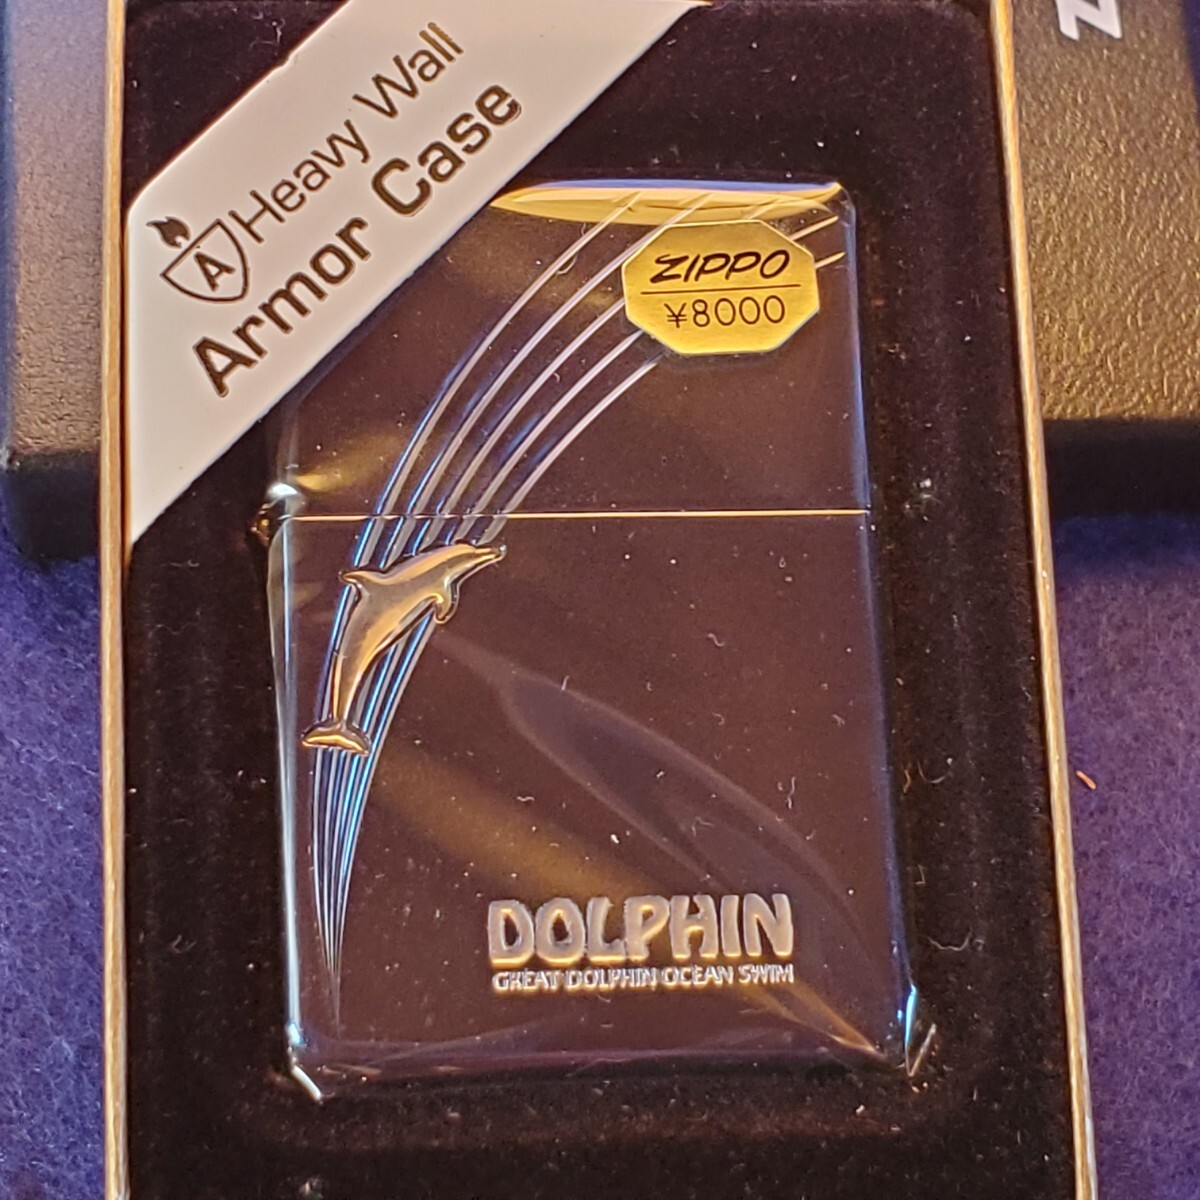 Z
Heavy Wall
A
Armor Case
ZIPPO
¥8000
DOLPHIN
GREAT DOLPHIN OCEAN SWIM